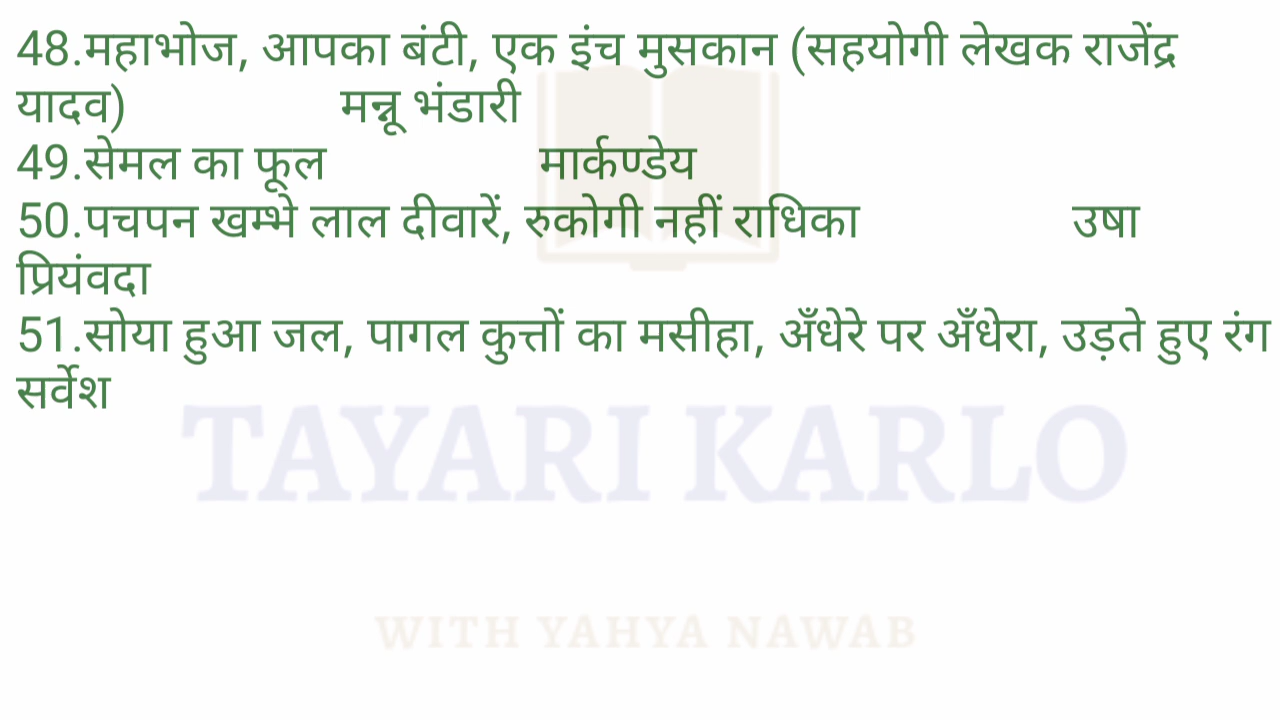 48.महाभोज, आपका बंटी, एक इंच मुसकान (सहयोगी लेखक राजेंद्र
यादव) मन्नू भंडारी
49.सेमल का फूल मार्कण्डेय
50.पचपन खम्भे लाल दीवारें, रुकोगी नहीं राधिका उषा
प्रियंवदा
51.सोया हुआ जल, पागल कुत्तों का मसीहा, अँधेरे पर अँधेरा, उड़ते हुए रंग
सर्वेश
TAYARI KARLO
WITH YAHYA NAWAB